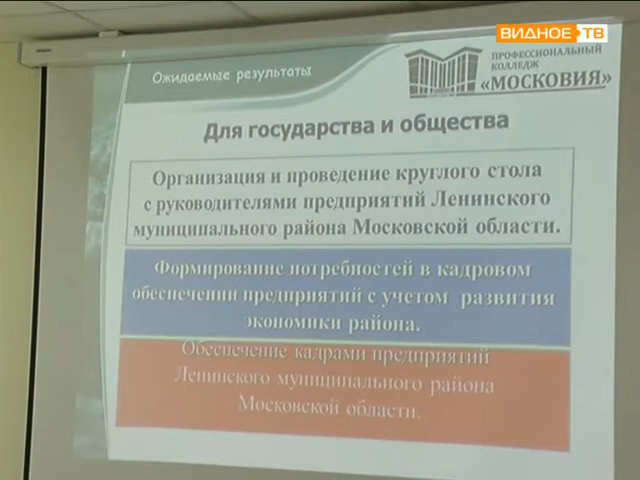 ВИДНОЕ ТВ
Ожидаемые результаты
ПРОФЕССИОНАЛЬНЫЙ
КОЛЛЕДЖ
«МОСКОВИЯ»
Для государства и общества
Организация и проведение круглого стола
с руководителями предприятий Ленинского
муниципального района Московской области.
Формирование потребностей в кадровом
обеспечении предприятий с учетом развития
экономики района.
Обеспечение кадрами предприятий
Ленинского муниципального района
Московской области.